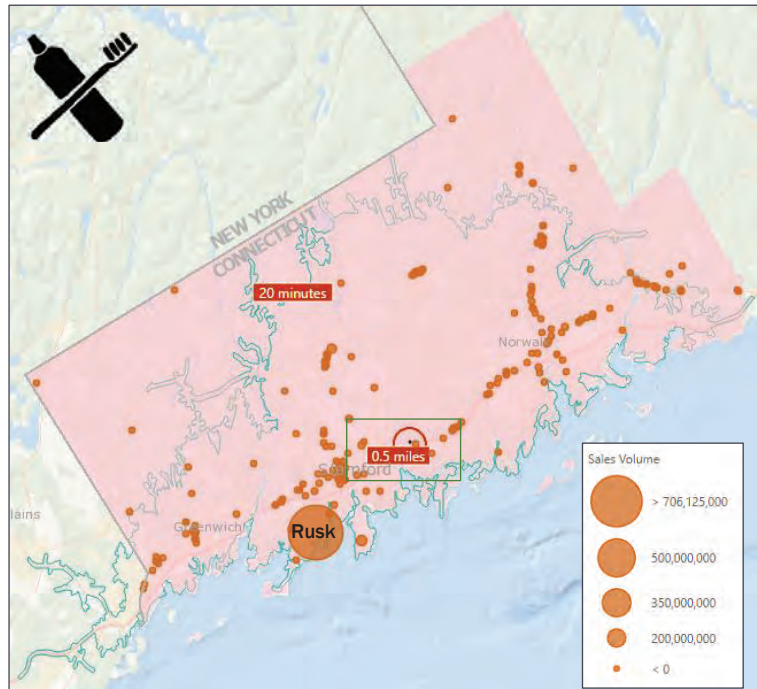 NEW YORK
CONNECTICUT
20 minutes
Norwalk
0.5 miles
Stamford
lains
Greenwich
Rusk
Sales Volume
> 706,125,000
500,000,000
350,000,000
200,000,000
< 0